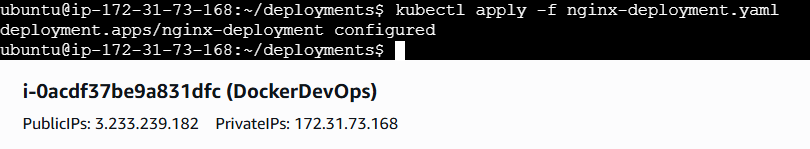 ubuntu@ip-172-31-73-168:~/deployments$ kubectl apply -f nginx-deployment.yaml
deployment.apps/nginx-deployment configured
ubuntu@ip-172-31-73-168:~/deployments$
i-0acdf37be9a831dfc (DockerDevOps)
PublicIPs: 3.233.239.182 PrivateIPs: 172.31.73.168